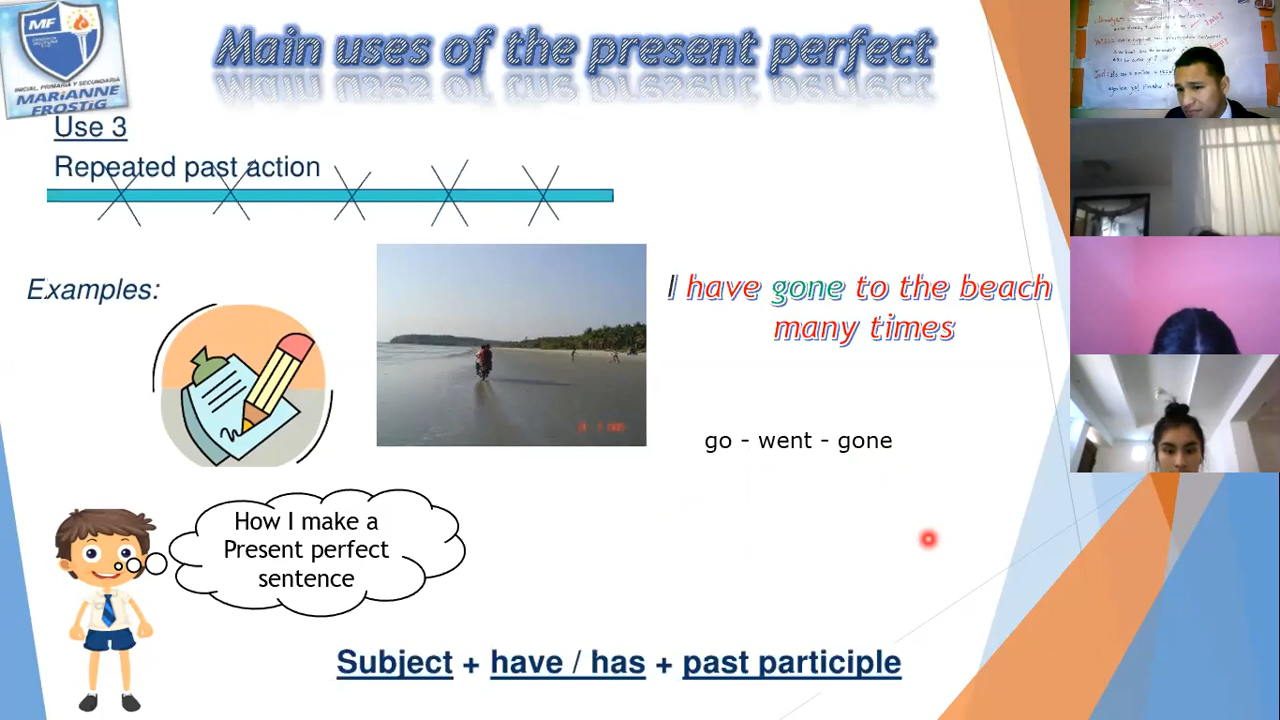 Main uses of the present perfect
MF
INICIAL, PRIMARIA Y SECUNDARIA
MARiANNE
FROSTiG
Use 3
Repeated past action
Examples:
I have gone to the beach
many times
go - went - gone
How I make a
Present perfect
sentence
Subject + have / has + past participle